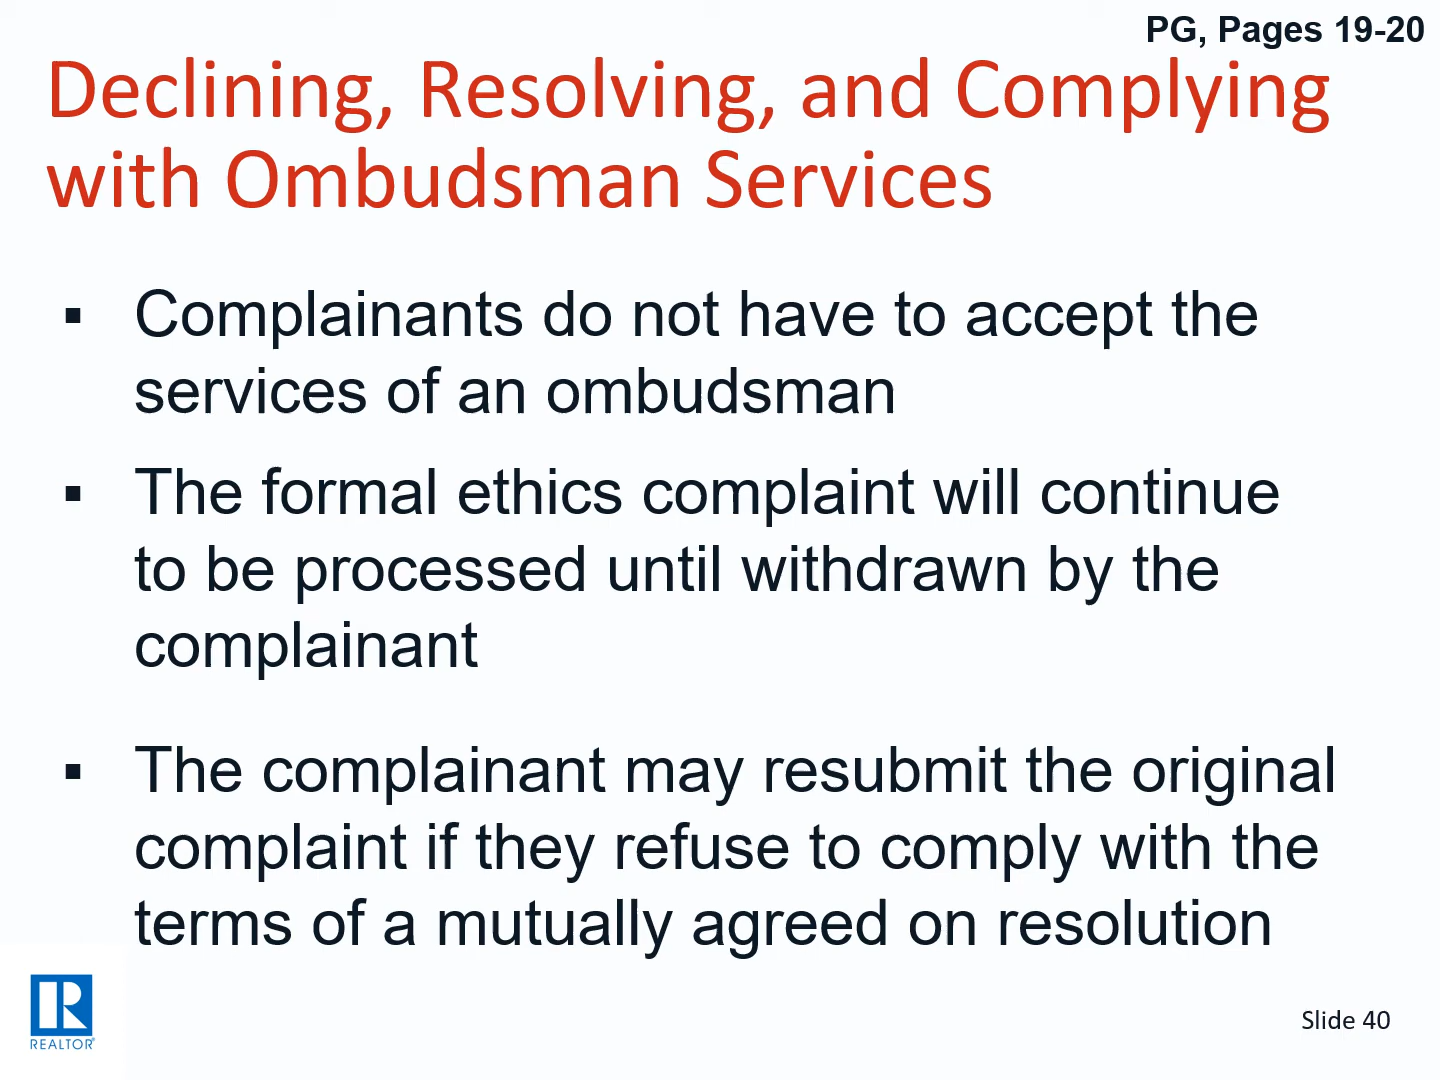 PG, Pages 19-20
Declining, Resolving, and Complying
with Ombudsman Services
▪ Complainants do not have to accept the
services of an ombudsman
▪ The formal ethics complaint will continue
to be processed until withdrawn by the
complainant
▪ The complainant may resubmit the original
complaint if they refuse to comply with the
terms of a mutually agreed on resolution
R
REALTOR®
Slide 40